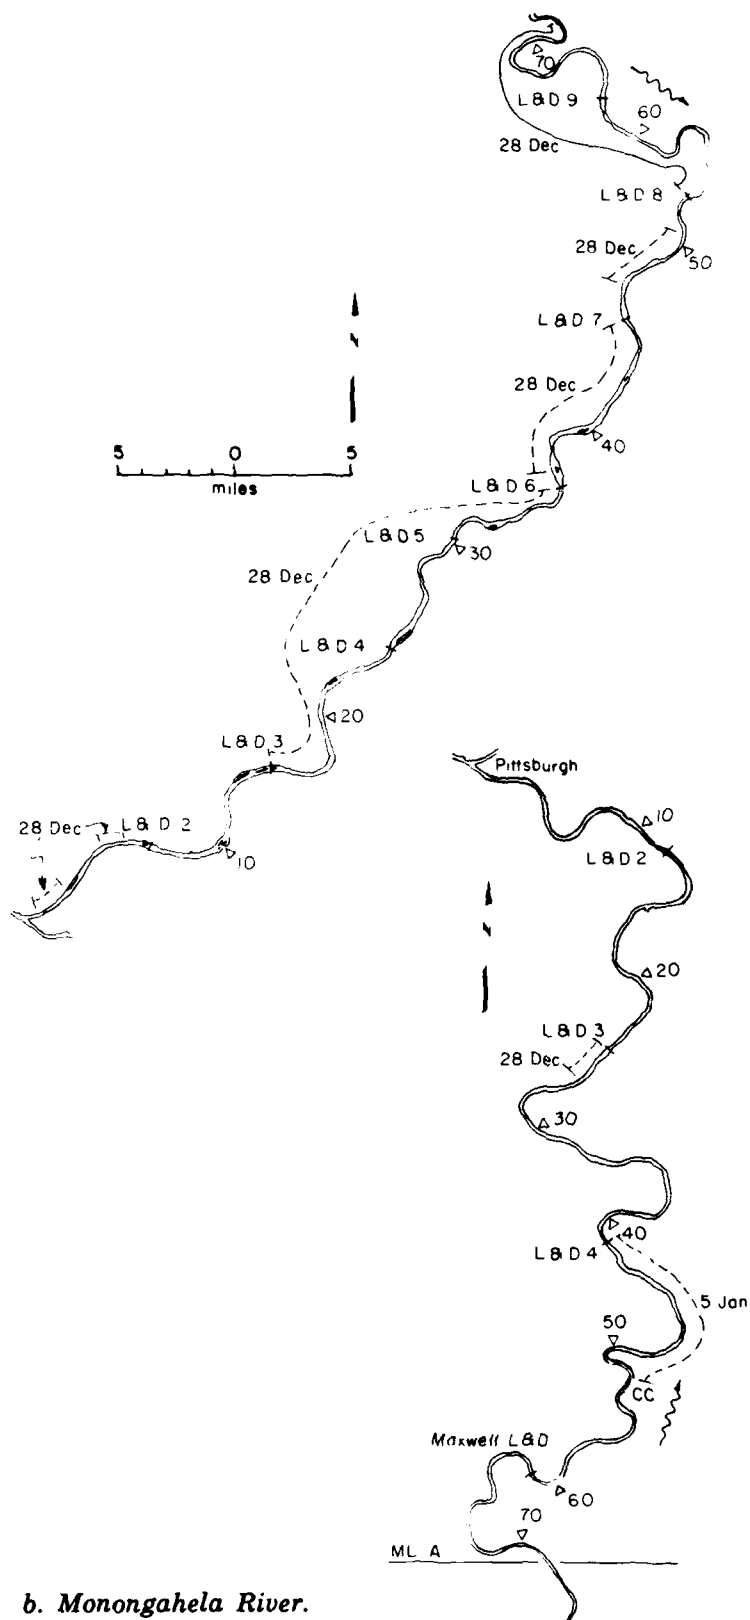 70
L&D 9
60
28 Dec
L&D 8
28 Dec
50
N
L&D 7
28 Dec
40
5 0 5
miles
L&D 6
L&D 5
30
28 Dec
L&D 4
20
L&D 3
Pittsburgh
28 Dec
L&D 2
10
10
L&D 2
N
20
L&D 3
28 Dec
30
40
L&D 4
5 Jan
50
CC
Maxwell L&D
60
70
ML A
b. Monongahela River.